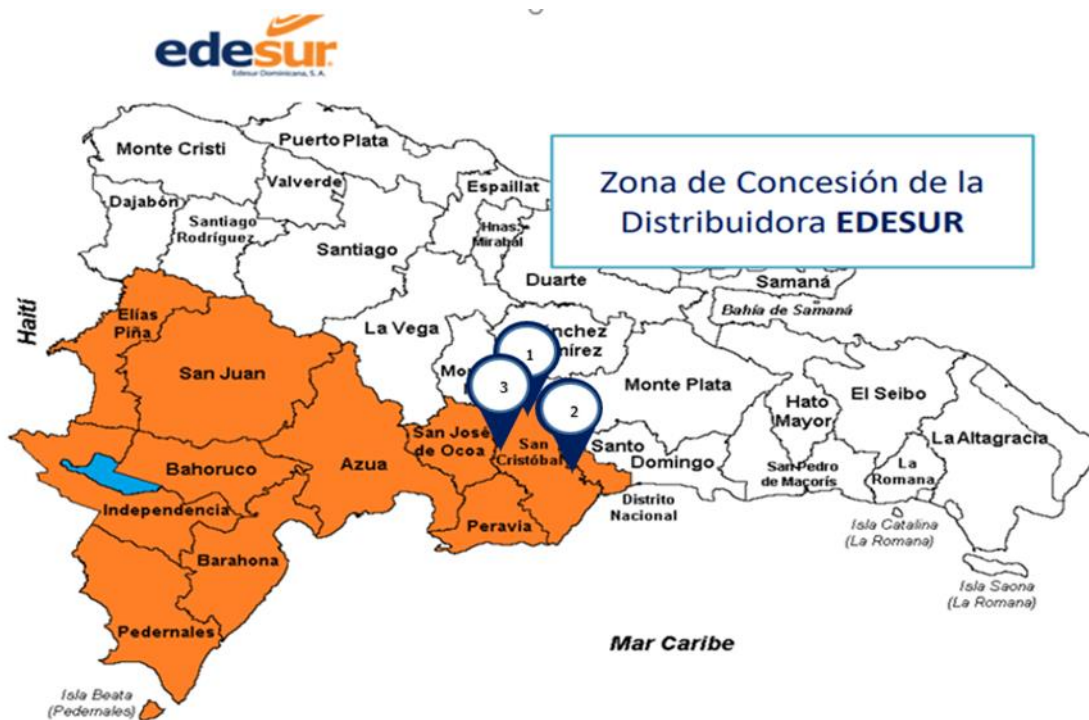 edesur
Edesur Dominicana, S. A.
Zona de Concesión de la
Distribuidora EDESUR
Monte Cristi
Puerto Plata
Valverde
Espaillat
Dajabón
Santiago
Rodríguez
Hnas.
Mirabal
Santiago
Duarte
Samaná
Bahía de Samaná
Haití
Elías
Piña
La Vega
1
3
2
San Juan
Monte Plata
El Seibo
Hato
Mayor
La Altagracia
San José
de Ocoa
San
Cristóbal
Santo
Domingo
Azua
Bahoruco
San Pedro
de Macorís
La
Romana
Independencia
Peravia
Distrito
Nacional
Isla Catalina
(La Romana)
Barahona
Isla Saona
(La Romana)
Pedernales
Mar Caribe
Isla Beata
(Pedernales)